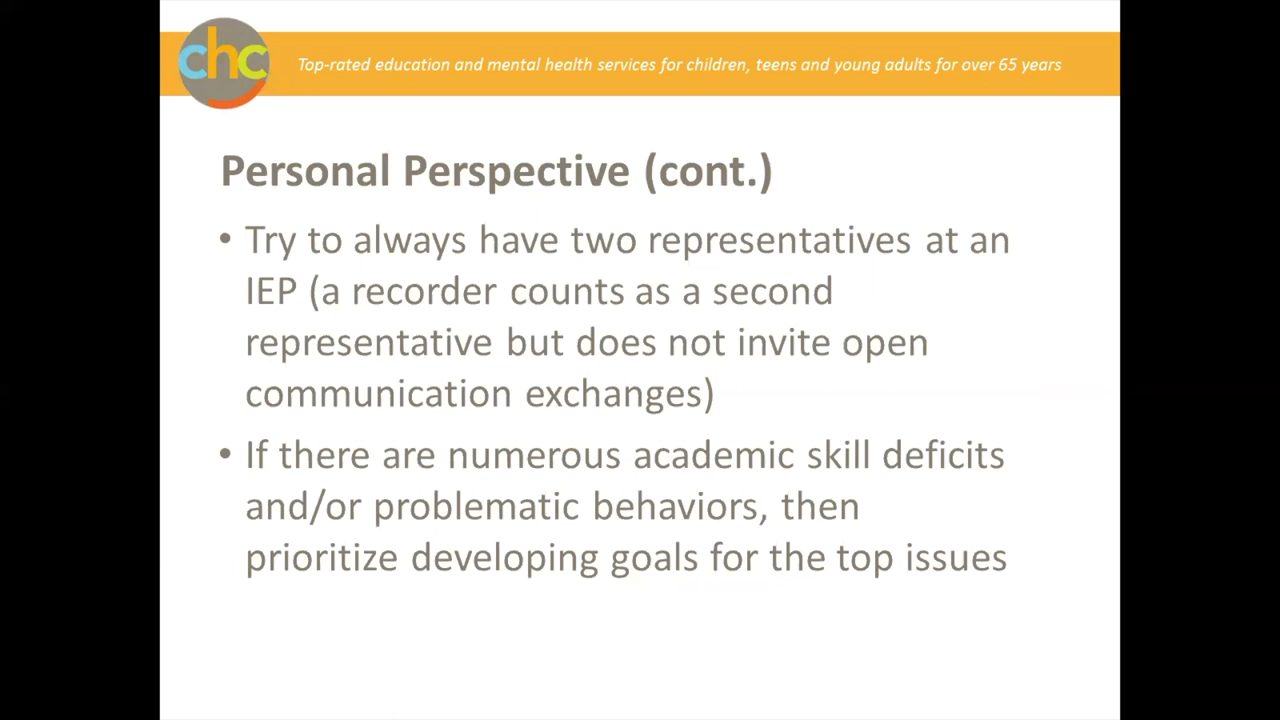 chc
Top-rated education and mental health services for children, teens and young adults for over 65 years
Personal Perspective (cont.)
• Try to always have two representatives at an
IEP (a recorder counts as a second
representative but does not invite open
communication exchanges)
• If there are numerous academic skill deficits
and/or problematic behaviors, then
prioritize developing goals for the top issues